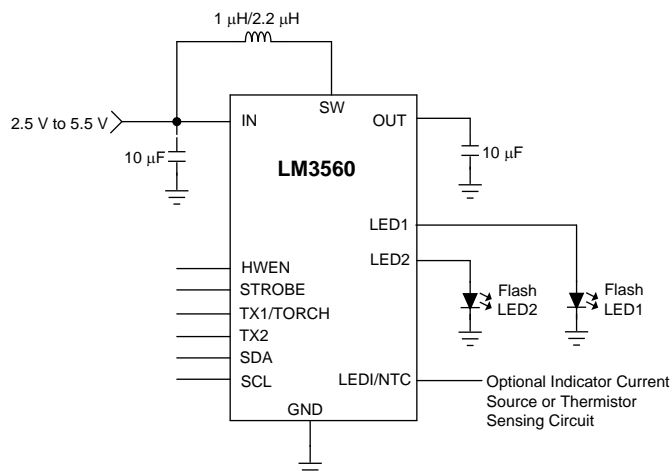 1 μH/2.2 μH
2.5 V to 5.5 V
IN
SW
OUT
10 μF
10 μF
LM3560
LED1
LED2
HWEN
STROBE
TX1/TORCH
TX2
SDA
SCL
Flash
LED2
Flash
LED1
LEDI/NTC
Optional Indicator Current
Source or Thermistor
Sensing Circuit
GND